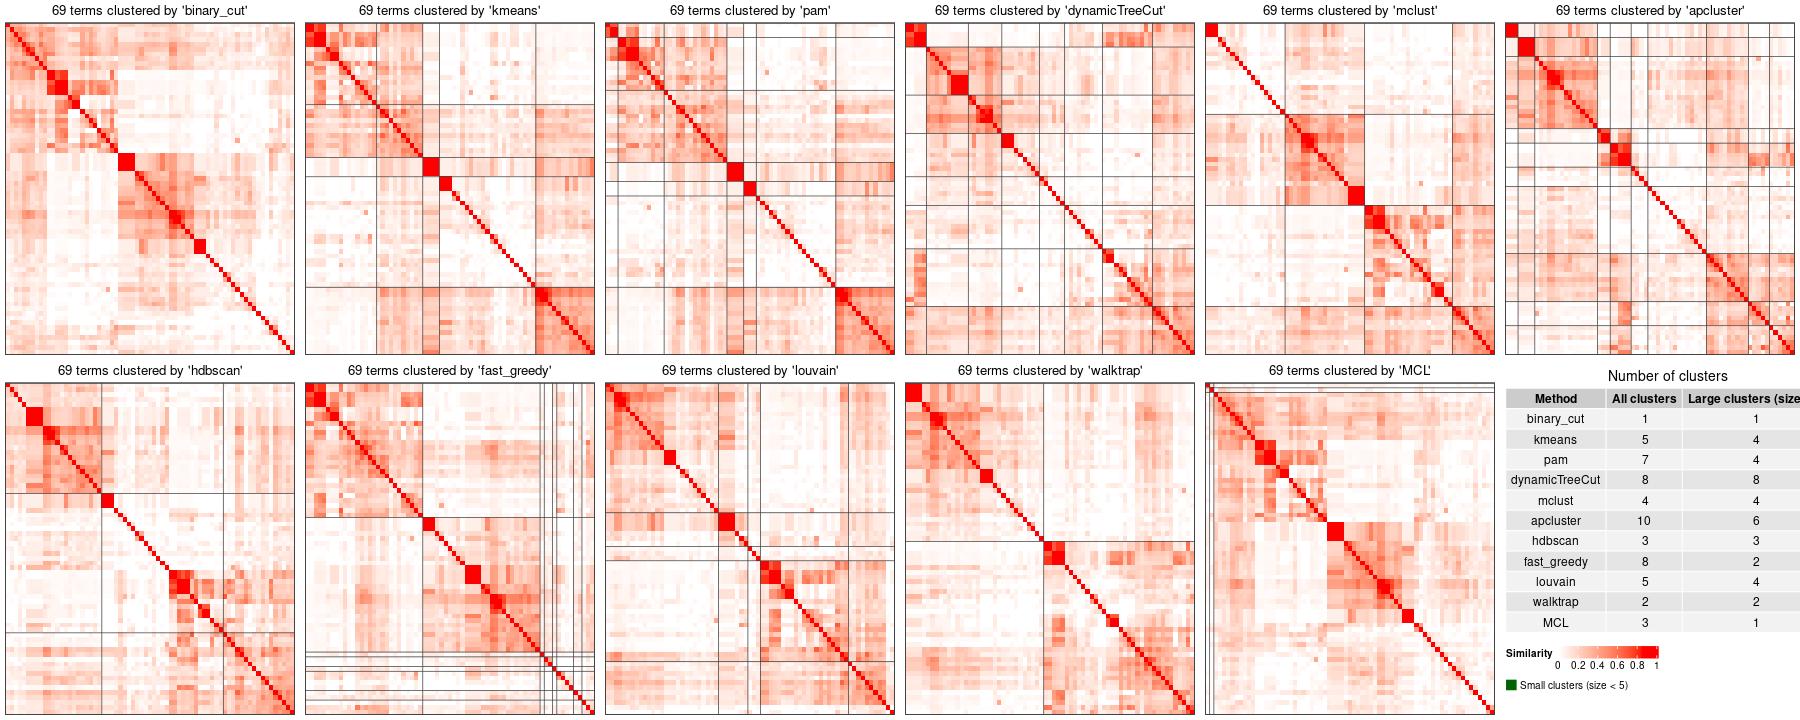 69 terms clustered by 'binary_cut'
69 terms clustered by 'kmeans'
69 terms clustered by 'pam'
69 terms clustered by 'dynamicTreeCut'
69 terms clustered by 'mclust'
69 terms clustered by 'apcluster'
69 terms clustered by 'hdbscan'
69 terms clustered by 'fast_greedy'
69 terms clustered by 'louvain'
69 terms clustered by 'walktrap'
69 terms clustered by 'MCL'
Number of clusters
Method All clusters Large clusters (size
binary_cut 1 1
kmeans 5 4
pam 7 4
dynamicTreeCut 8 8
mclust 4 4
apcluster 10 6
hdbscan 3 3
fast_greedy 8 2
louvain 5 4
walktrap 2 2
MCL 3 1
Similarity
0 0.2 0.4 0.6 0.8 1
Small clusters (size < 5)